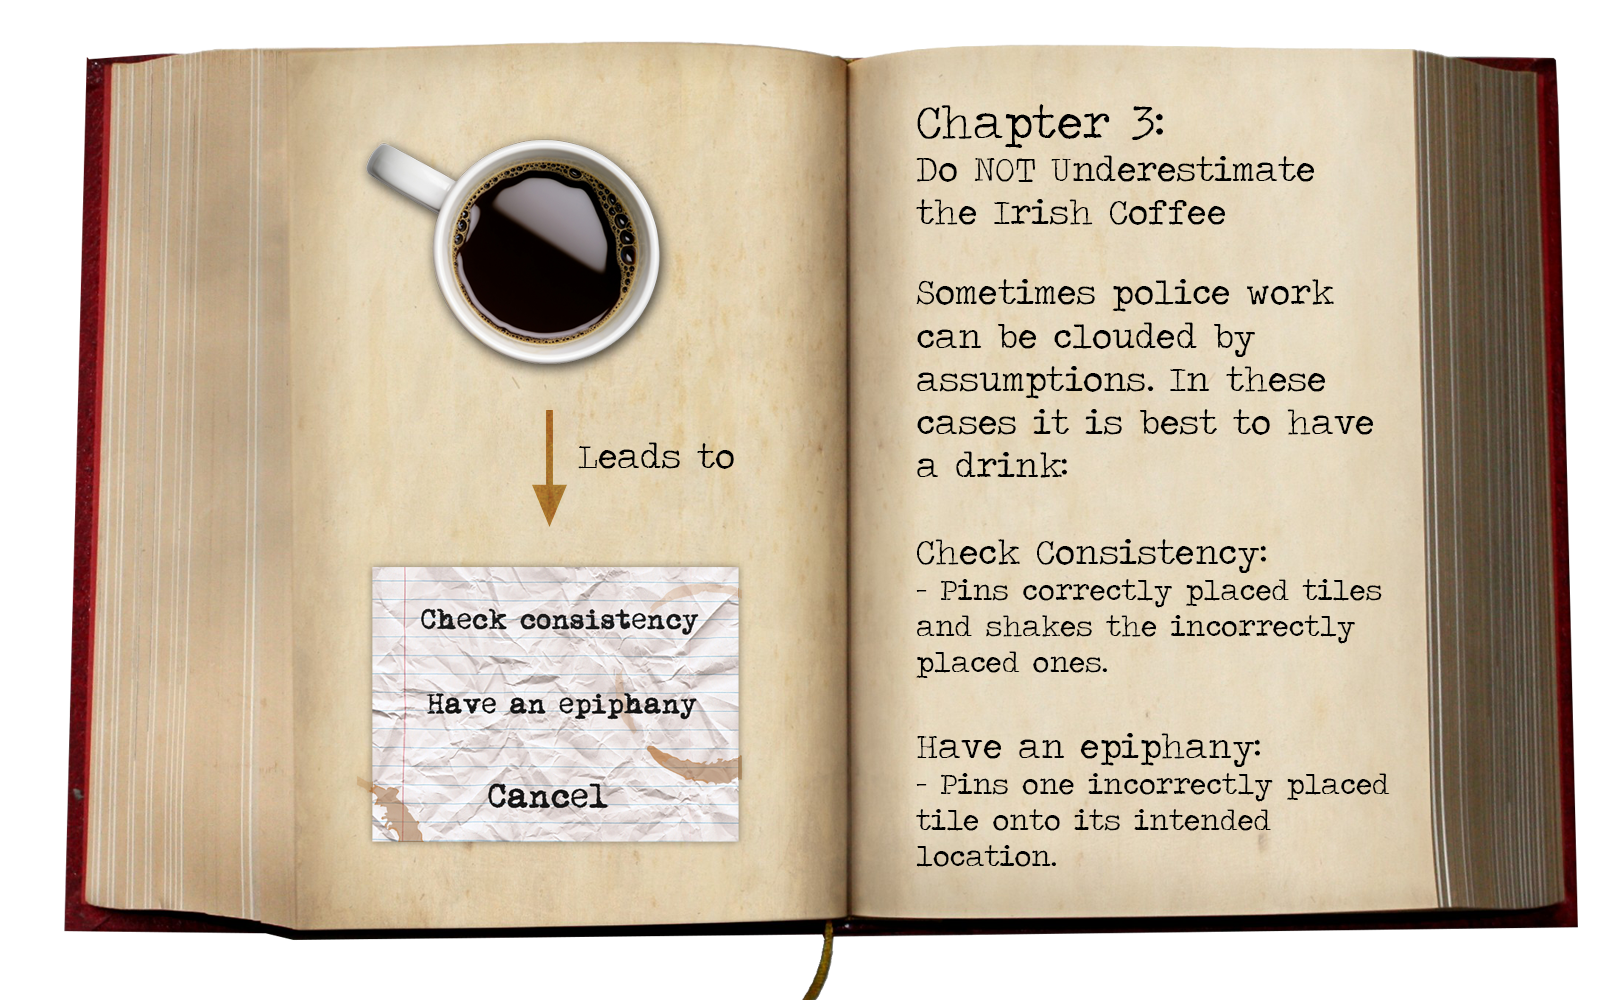 Leads to
Check consistency
Have an epiphany
Cancel
Chapter 3:
Do NOT Underestimate
the Irish Coffee
Sometimes police work
can be clouded by
assumptions. In these
cases it is best to have
a drink:
Check Consistency:
- Pins correctly placed tiles
and shakes the incorrectly
placed ones.
Have an epiphany:
- Pins one incorrectly placed
tile onto its intended
location.